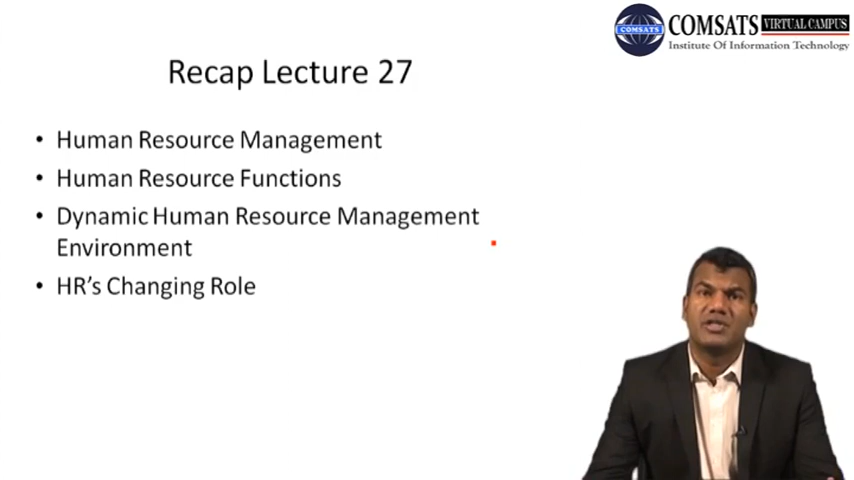 COMSATS VIRTUAL CAMPUS
COMSATS
Institute Of Information Technology
Recap Lecture 27
• Human Resource Management
• Human Resource Functions
• Dynamic Human Resource Management
Environment
• HR's Changing Role